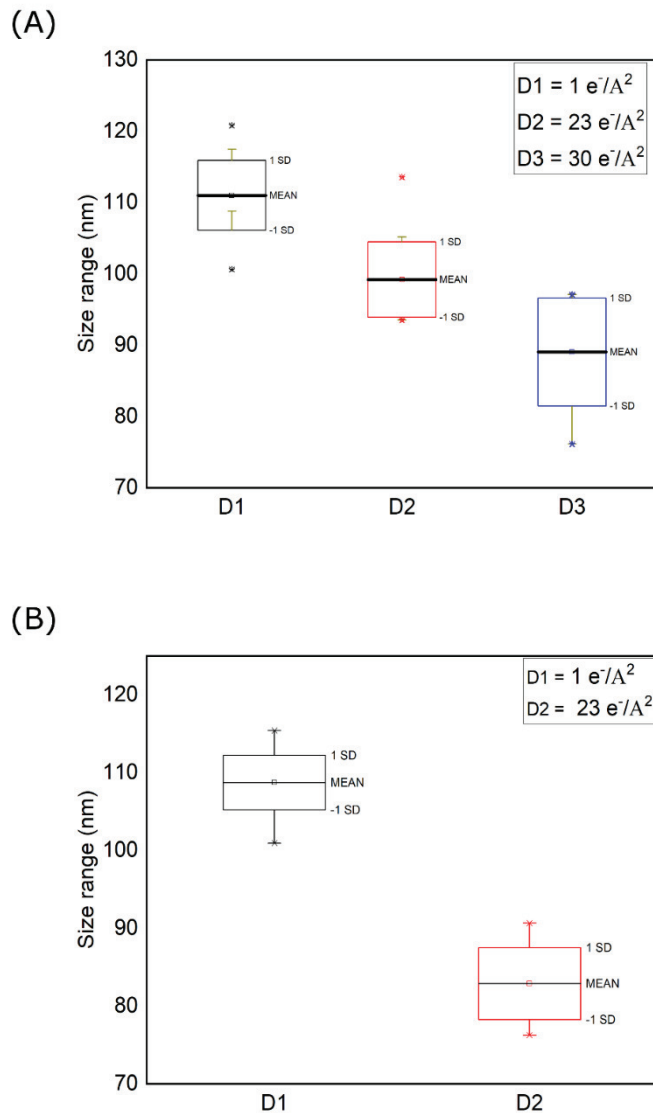 (A)
130
D1 = 1 e⁻/A²
D2 = 23 e⁻/A²
D3 = 30 e⁻/A²
120
1 SD
110
MEAN
-1 SD
1 SD
100
MEAN
1 SD
-1 SD
90
MEAN
80
-1 SD
70
Size range (nm)
D1 D2 D3
(B)
D1 = 1 e⁻/A²
D2 = 23 e⁻/A²
120
1 SD
110
MEAN
-1 SD
100
90
1 SD
MEAN
80
-1 SD
70
Size range (nm)
D1 D2